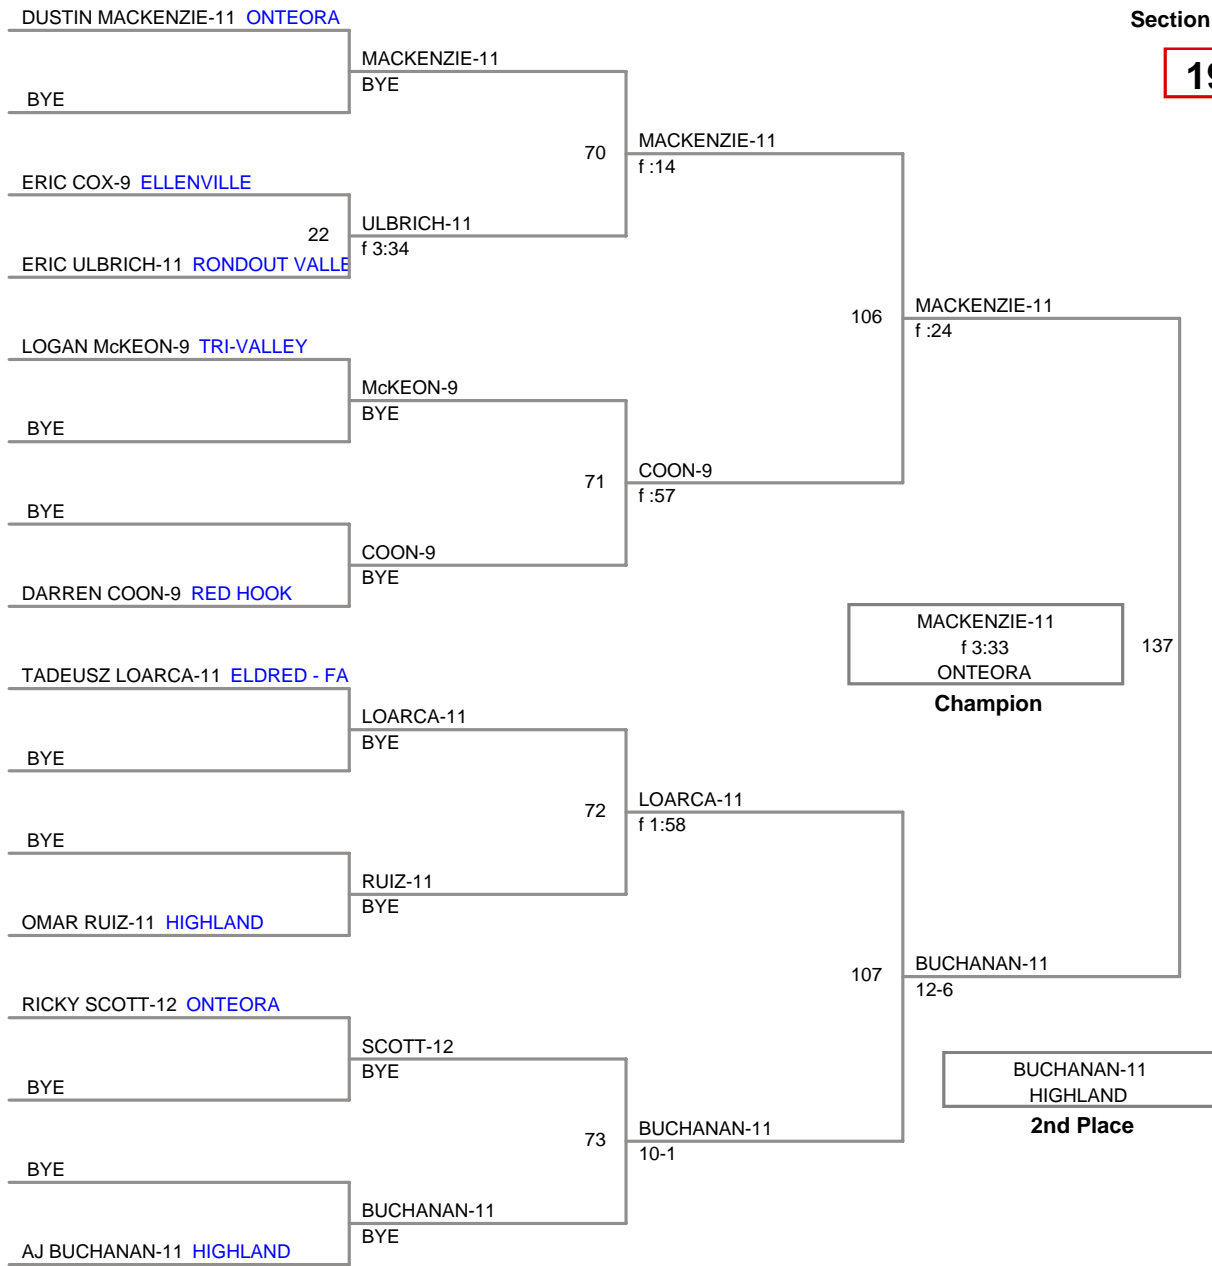 DUSTIN MACKENZIE-11 ONTEORA
Section
MACKENZIE-11
BYE
19
BYE
MACKENZIE-11
70
f :14
ERIC COX-9 ELLENVILLE
ULBRICH-11
22
f 3:34
ERIC ULBRICH-11 RONDOUT VALLE
MACKENZIE-11
106
f :24
LOGAN McKEON-9 TRI-VALLEY
McKEON-9
BYE
BYE
COON-9
71
f :57
BYE
COON-9
BYE
DARREN COON-9 RED HOOK
MACKENZIE-11
f 3:33
137
ONTEORA
Champion
TADEUSZ LOARCA-11 ELDRED - FA
LOARCA-11
BYE
BYE
LOARCA-11
72
f 1:58
BYE
RUIZ-11
BYE
OMAR RUIZ-11 HIGHLAND
BUCHANAN-11
107
12-6
RICKY SCOTT-12 ONTEORA
SCOTT-12
BYE
BYE
BUCHANAN-11
HIGHLAND
2nd Place
BUCHANAN-11
73
10-1
BYE
BUCHANAN-11
BYE
AJ BUCHANAN-11 HIGHLAND